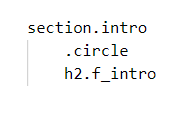 section.intro
.circle
h2.f_intro